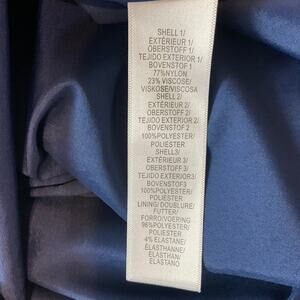 SHELL 1/
EXTÉRIEUR 1/
OBERSTOFF 1/
TEJIDO EXTERIOR 1/
BOVENSTOF 1
77%NYLON
23% VISCOSE/
VISKOSE/VISCOSA
SHELL 2/
EXTÉRIEUR 2/
OBERSTOFF 2/
TEJIDO EXTERIOR 2/
BOVENSTOFF 2
100%POLYESTER/
POLIESTER
SHELL3/
EXTÉRIEUR 3/
OBERSTOFF 3/
TEJIDO EXTERIOR3/
BOVENSTOFF3
100%POLYESTER/
POLIESTER
LINING/ DOUBLURE/
FUTTER/
FORRO/VOERING
96%POLYESTER/
POLIESTER
4% ELASTANE/
ÉLASTHANNE/
ELASTHAN/
ELASTANO